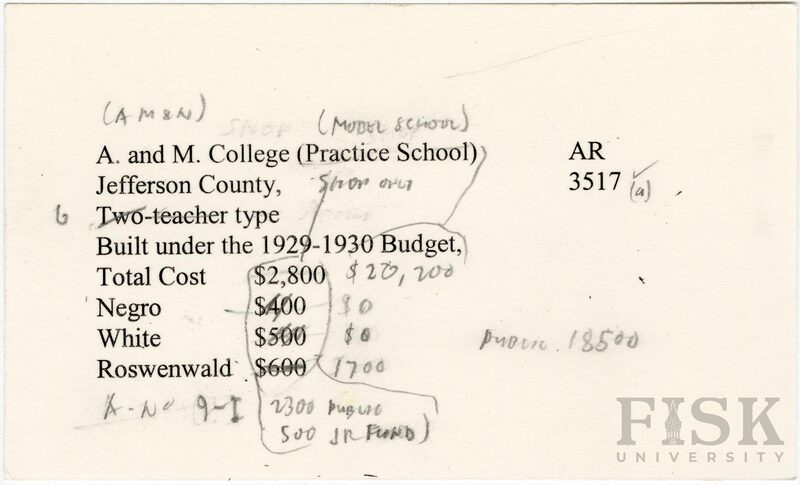 (AM&N)
SHOP (MODEL SCHOOL)
A. and M. College (Practice School) AR
Jefferson County, SHOP ONLY 3517 (a)
6 Two-teacher type
Built under the 1929-1930 Budget,
Total Cost $2,800 $20,200
Negro $400 $0
White $500 $0
PUBLIC 18500
Roswenwald $600 1700
A-No 9-I 2300 PUBLIC
500 JR FUND)
FISK
UNIVERSITY